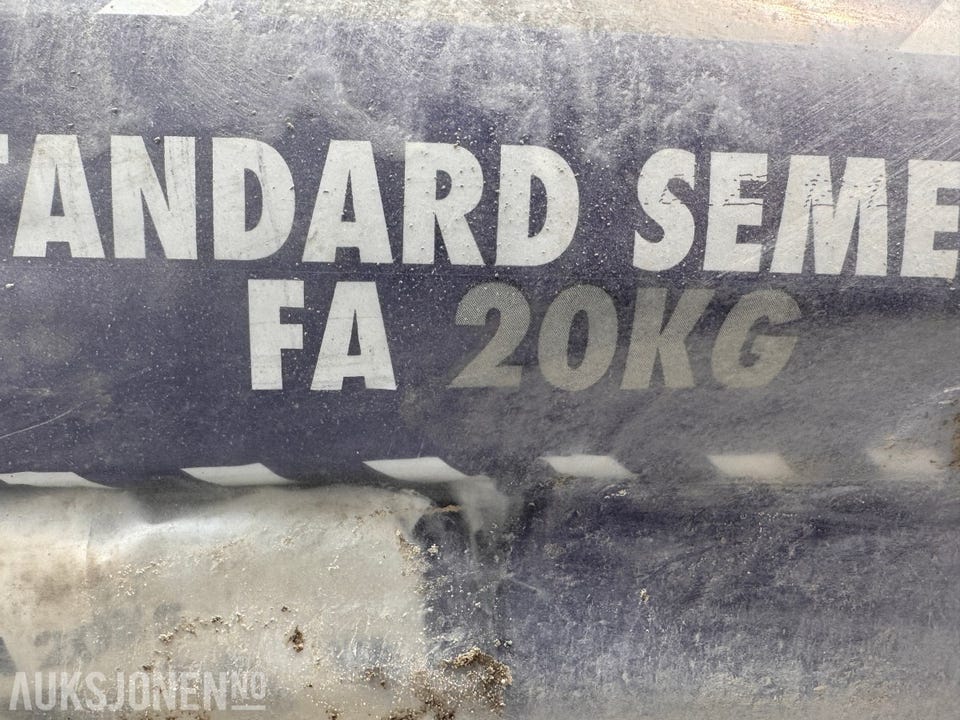 TANDARD SEME
FA 20KG
AUKSJONEN.NO